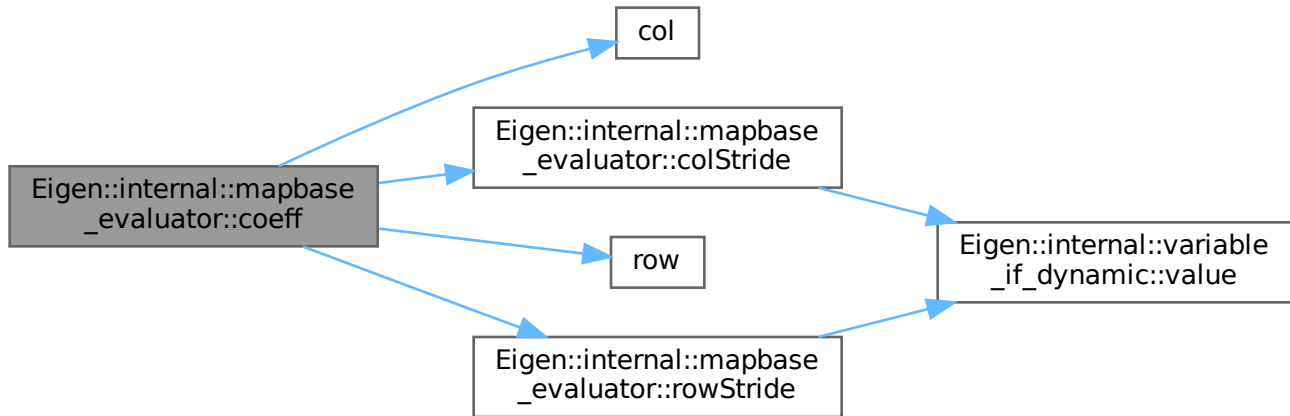 col
Eigen::internal::mapbase
_evaluator::colStride
Eigen::internal::mapbase
_evaluator::coeff
row
Eigen::internal::variable
_if_dynamic::value
Eigen::internal::mapbase
_evaluator::rowStride